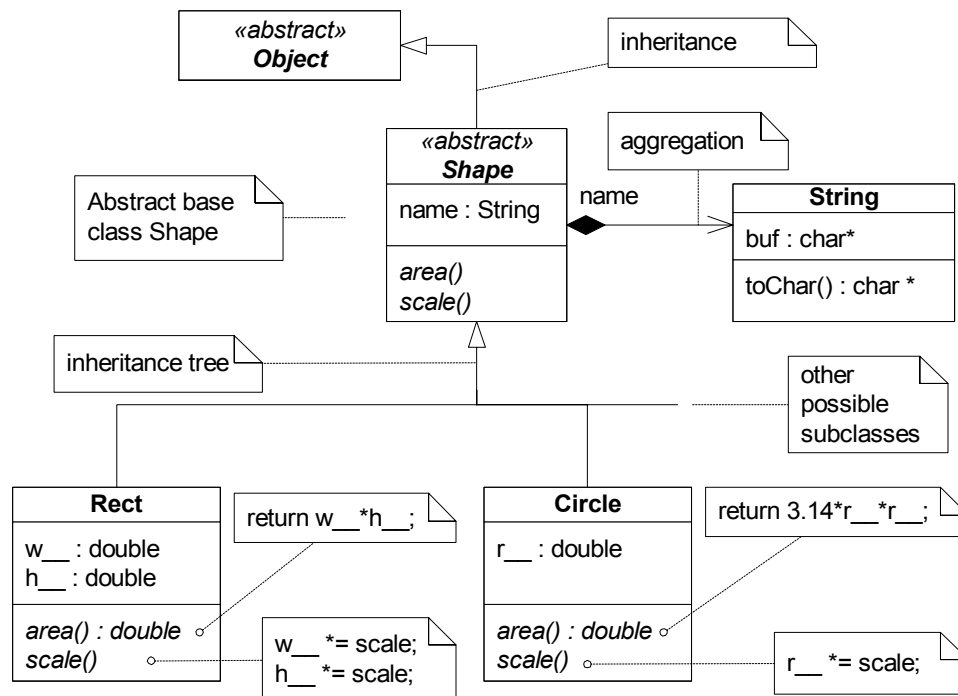 «abstract»
Object
inheritance
«abstract»
Shape
name : String
area()
scale()
aggregation
name
String
buf : char*
toChar() : char *
Abstract base
class Shape
inheritance tree
other
possible
subclasses
Rect
w__ : double
h__ : double
area() : double
scale()
return w__*h__;
w__ *= scale;
h__ *= scale;
Circle
r__ : double
area() : double
scale()
return 3.14*r__*r__;
r__ *= scale;